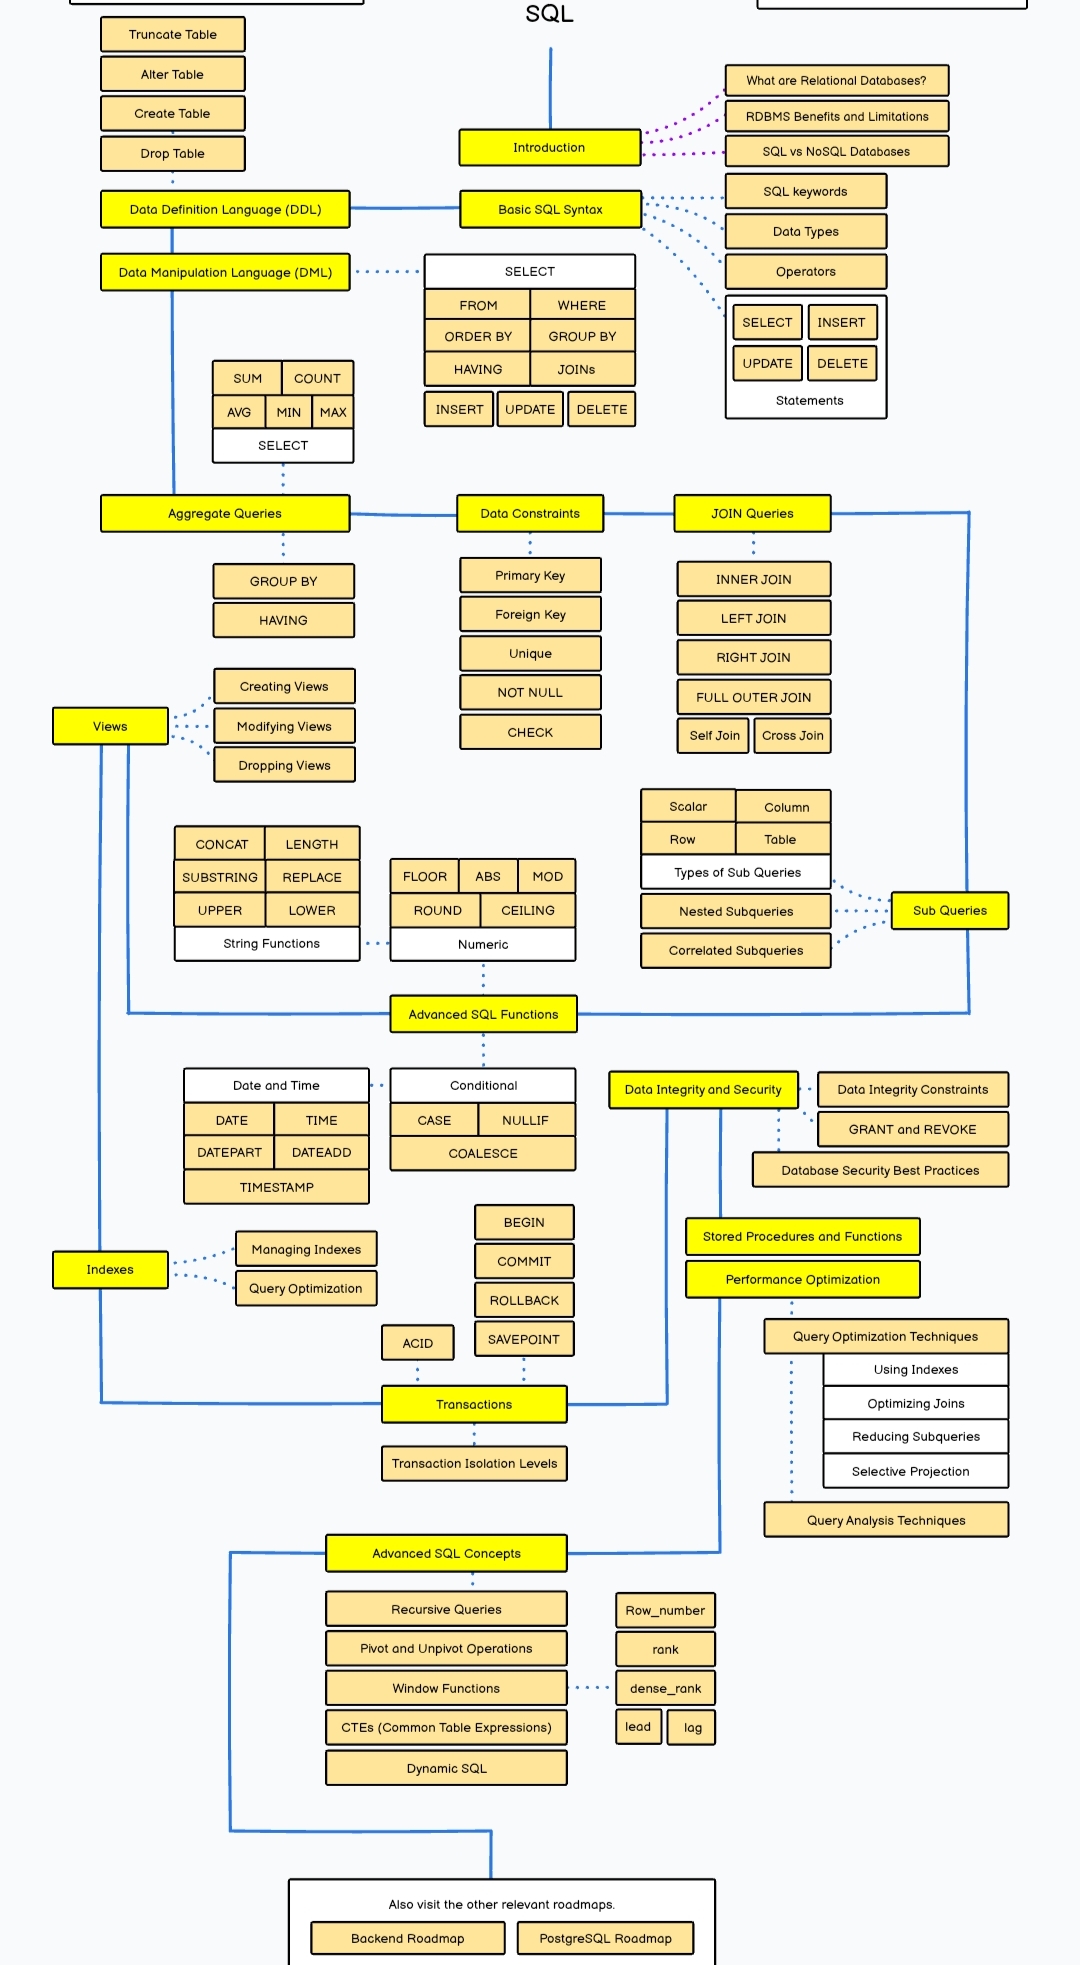 SQL
Truncate Table
Alter Table
Create Table
Drop Table
What are Relational Databases?
RDBMS Benefits and Limitations
SQL vs NoSQL Databases
Introduction
Data Definition Language (DDL)
Basic SQL Syntax
SQL keywords
Data Types
Operators
SELECT INSERT
UPDATE DELETE
Statements
Data Manipulation Language (DML)
SELECT
FROM WHERE
ORDER BY GROUP BY
HAVING JOINs
INSERT UPDATE DELETE
SUM COUNT
AVG MIN MAX
SELECT
Aggregate Queries
GROUP BY
HAVING
Data Constraints
Primary Key
Foreign Key
Unique
NOT NULL
CHECK
JOIN Queries
INNER JOIN
LEFT JOIN
RIGHT JOIN
FULL OUTER JOIN
Self Join Cross Join
Views
Creating Views
Modifying Views
Dropping Views
Scalar Column
Row Table
Types of Sub Queries
Nested Subqueries
Correlated Subqueries
Sub Queries
CONCAT LENGTH
SUBSTRING REPLACE
UPPER LOWER
String Functions
FLOOR ABS MOD
ROUND CEILING
Numeric
Advanced SQL Functions
Date and Time
DATE TIME
DATEPART DATEADD
TIMESTAMP
Conditional
CASE NULLIF
COALESCE
Data Integrity and Security
Data Integrity Constraints
GRANT and REVOKE
Database Security Best Practices
Indexes
Managing Indexes
Query Optimization
BEGIN
COMMIT
ROLLBACK
SAVEPOINT
ACID
Transactions
Transaction Isolation Levels
Stored Procedures and Functions
Performance Optimization
Query Optimization Techniques
Using Indexes
Optimizing Joins
Reducing Subqueries
Selective Projection
Query Analysis Techniques
Advanced SQL Concepts
Recursive Queries
Pivot and Unpivot Operations
Window Functions
CTEs (Common Table Expressions)
Dynamic SQL
Row_number
rank
dense_rank
lead lag
Also visit the other relevant roadmaps.
Backend Roadmap PostgreSQL Roadmap